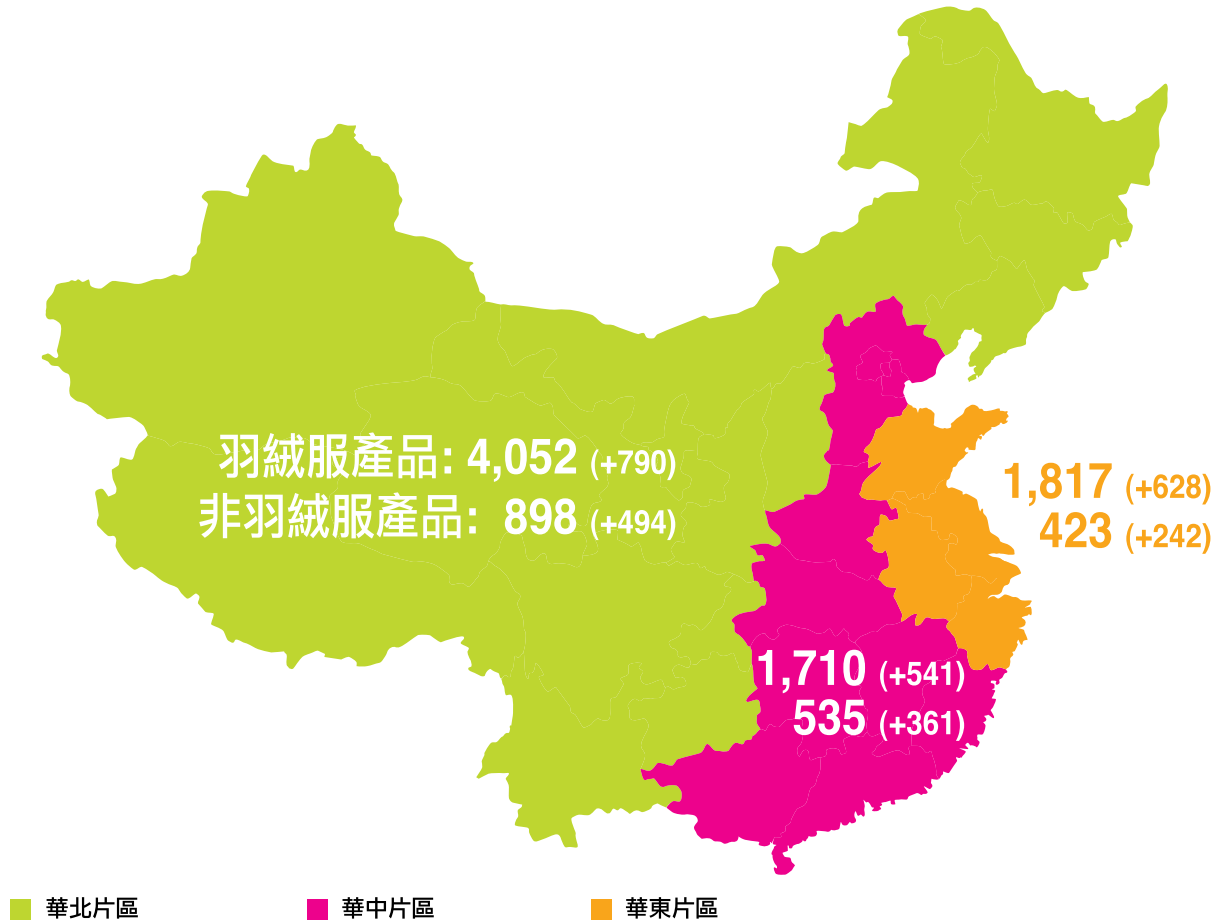 羽絨服產品: 4,052 (+790)
非羽絨服產品: 898 (+494)
1,817 (+628)
423 (+242)
1,710 (+541)
535 (+361)
華北片區
華中片區
華東片區